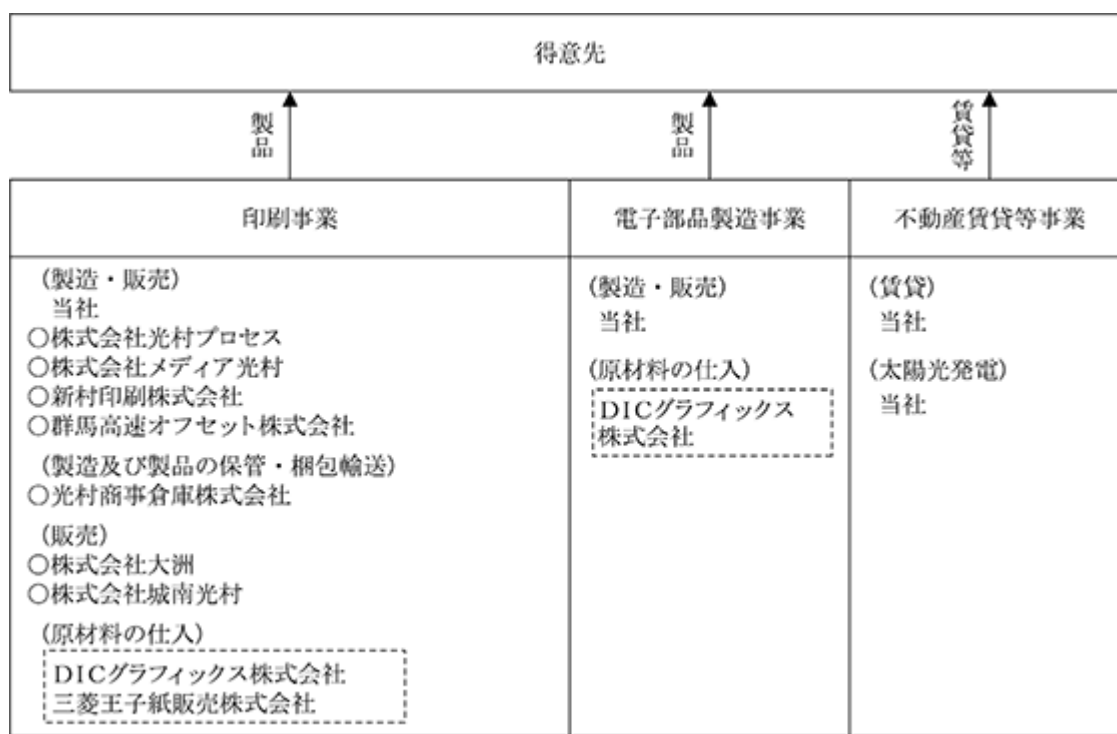 得意先
製品
製品
賃貸等
印刷事業
(製造・販売)
当社
○株式会社光村プロセス
○株式会社メディア光村
○新村印刷株式会社
○群馬高速オフセット株式会社
(製造及び製品の保管・梱包輸送)
○光村商事倉庫株式会社
(販売)
○株式会社大洲
○株式会社城南光村
(原材料の仕入)
DICグラフィックス株式会社
三菱王子紙販売株式会社
電子部品製造事業
(製造・販売)
当社
(原材料の仕入)
DICグラフィックス
株式会社
不動産賃貸等事業
(賃貸)
当社
(太陽光発電)
当社